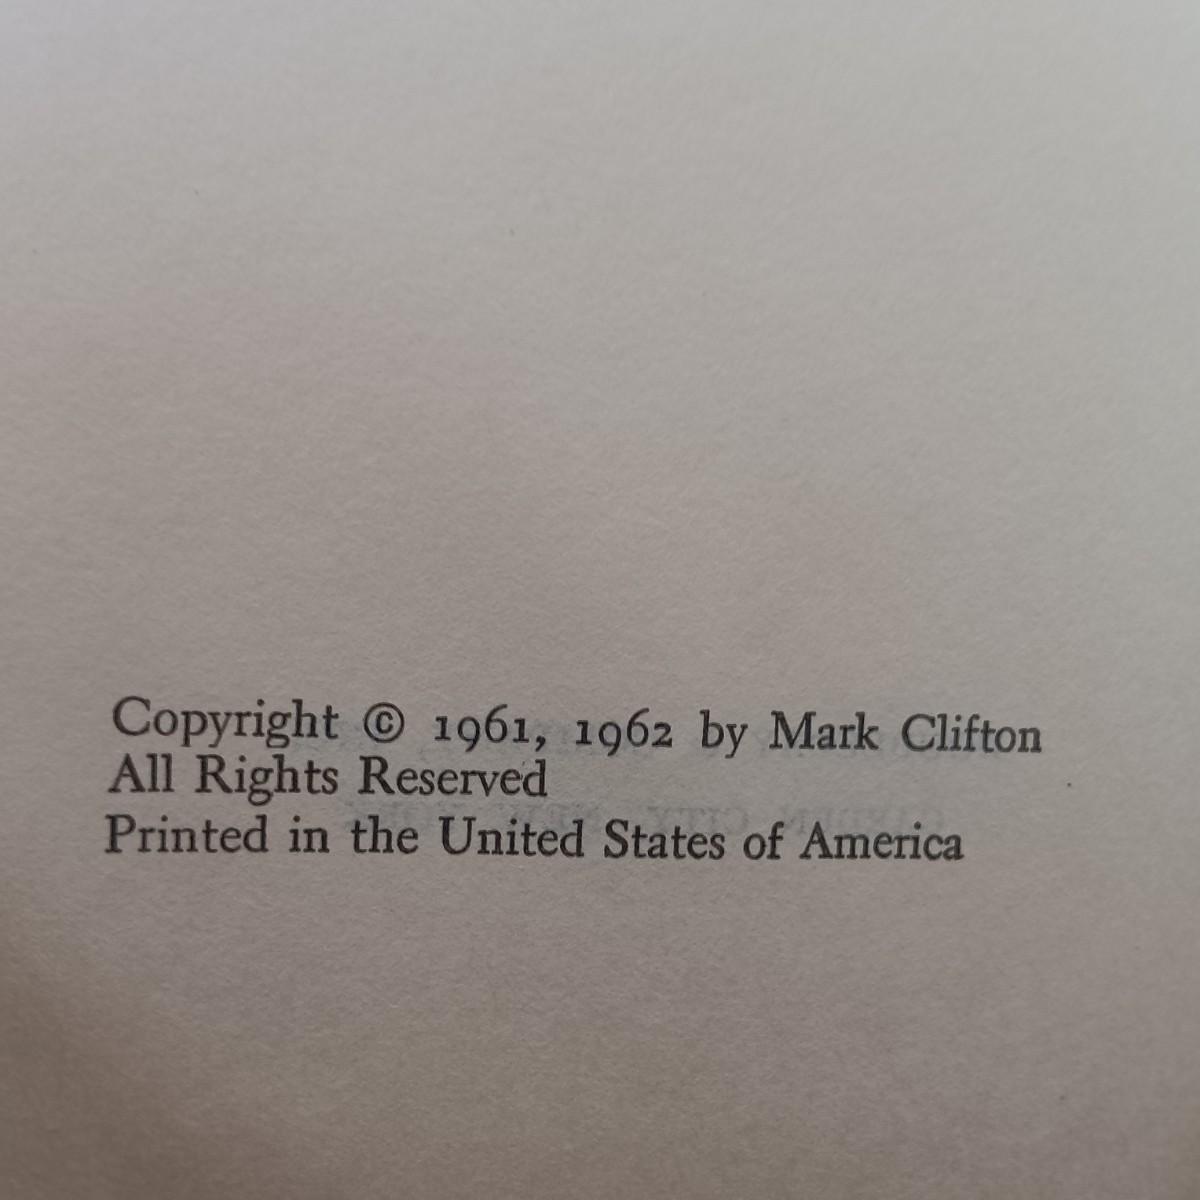 Copyright © 1961, 1962 by Mark Clifton
All Rights Reserved
Printed in the United States of America